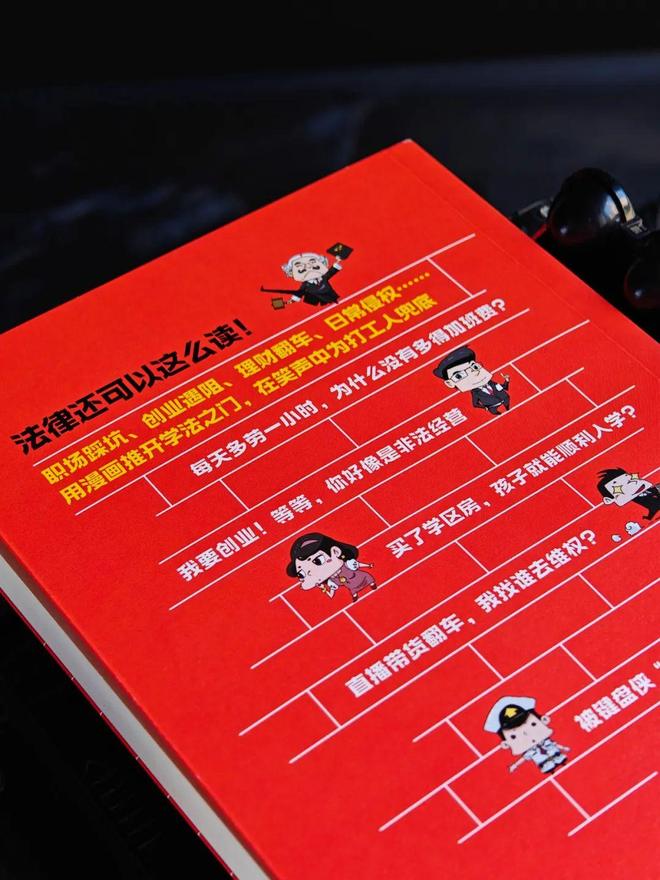 法律还可以这么读！
职场踩坑、创业遇阻、理财翻车、日常侵权……
用漫画推开学法之门，在笑声中为打工人兜底
每天多劳一小时，为什么没有多得加班费？
我要创业！等等，你好像是非法经营
买了学区房，孩子就能顺利入学？
直播带货翻车，我找谁去维权？
被键盘侠“